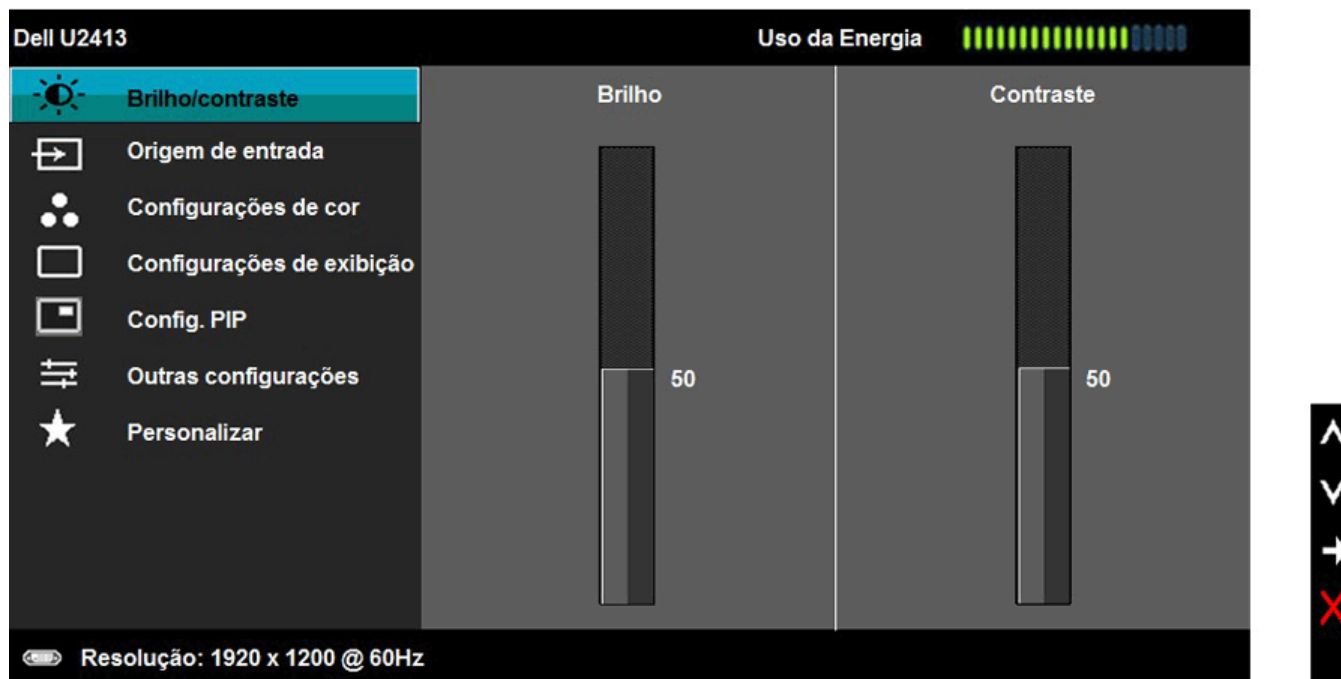 Dell U2413 Uso da Energia
Brilho/contraste
Origem de entrada
Configurações de cor
Configurações de exibição
Config. PIP
Outras configurações
Personalizar
Brilho
50
Contraste
50
Resolução: 1920 x 1200 @ 60Hz